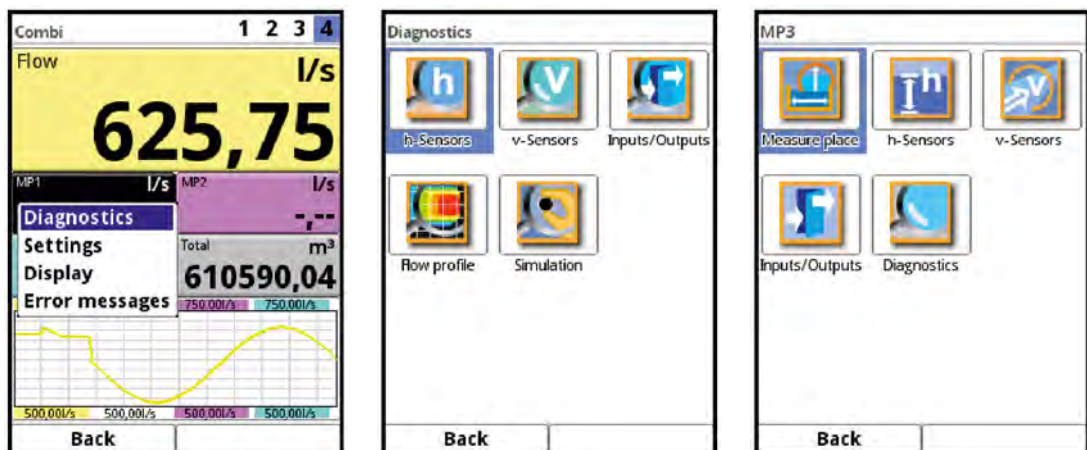 Combi 1 2 3 4
Flow l/s
625,75
MP1 l/s MP2 l/s
-,--
Diagnostics
Settings
Display
Error messages
Total m³
610590,04
750,00l/s 750,00l/s
500,00l/s 500,00l/s 500,00l/s 500,00l/s
Back
Diagnostics
h V
h-Sensors v-Sensors Inputs/Outputs
Flow profile Simulation
Back
MP3
h V
Measure place h-Sensors v-Sensors
Inputs/Outputs Diagnostics
Back